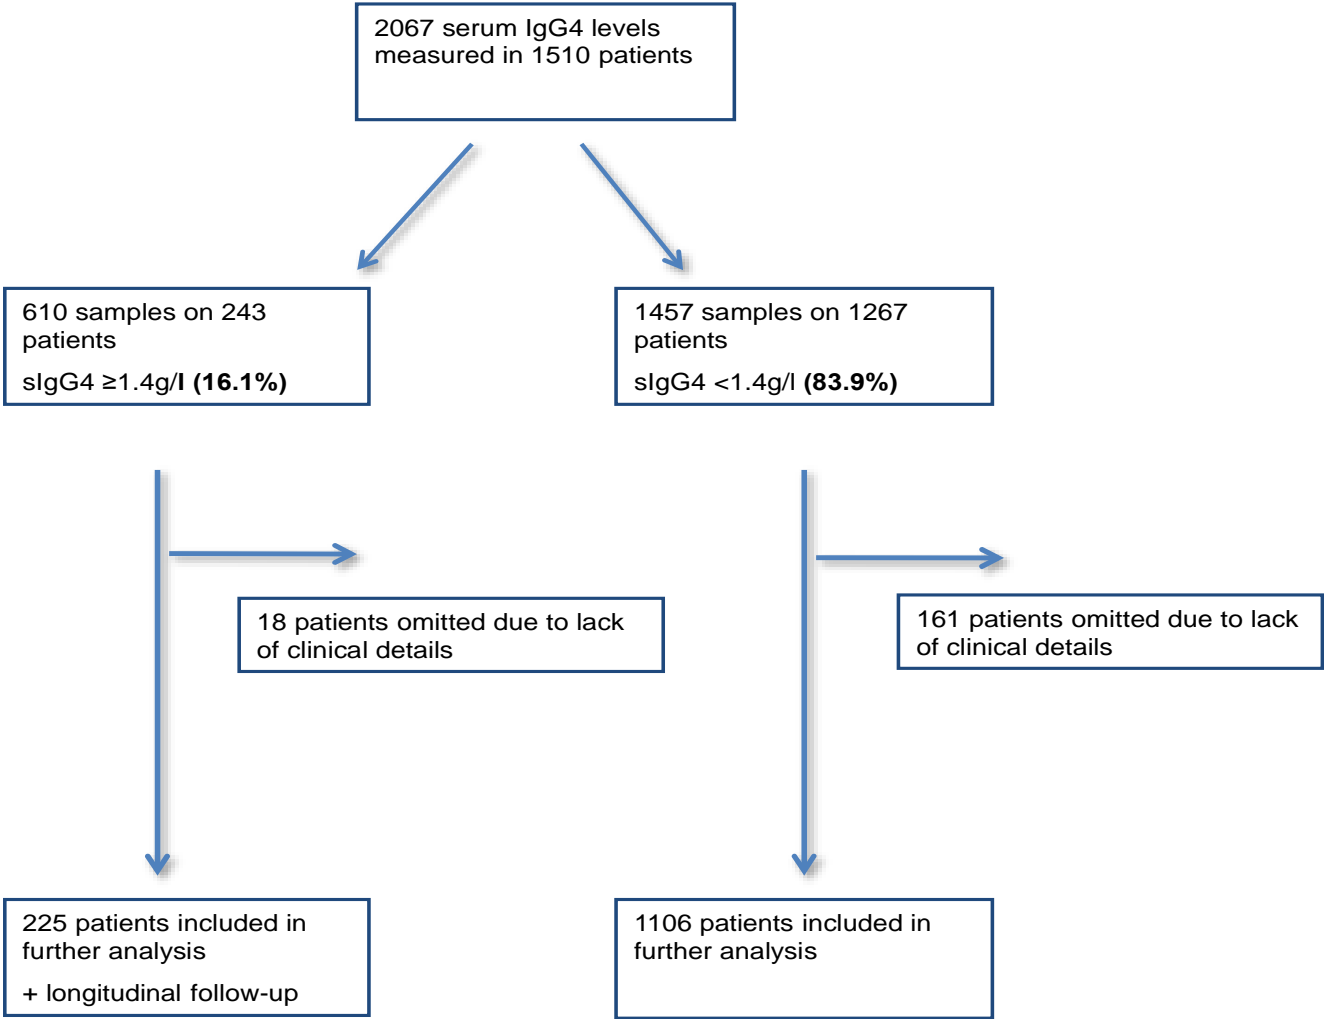 2067 serum IgG4 levels
measured in 1510 patients
610 samples on 243
patients
sIgG4 ≥1.4g/l (16.1%)
1457 samples on 1267
patients
sIgG4 <1.4g/l (83.9%)
18 patients omitted due to lack
of clinical details
161 patients omitted due to lack
of clinical details
225 patients included in
further analysis
+ longitudinal follow-up
1106 patients included in
further analysis